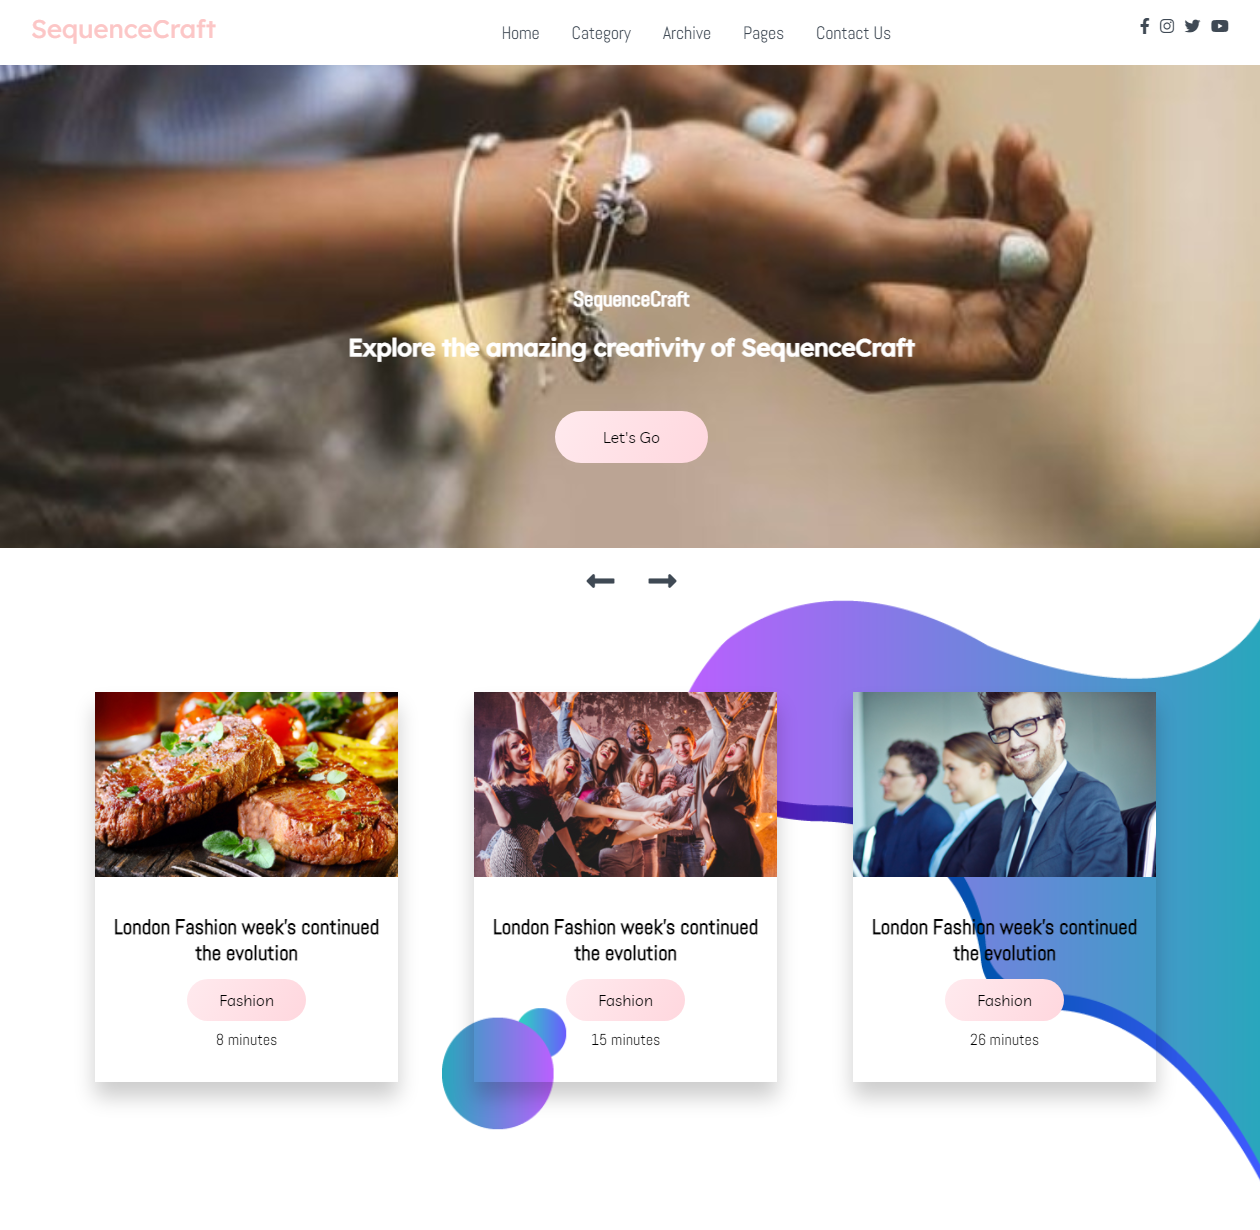 SequenceCraft
Home Category Archive Pages Contact Us
SequenceCraft
Explore the amazing creativity of SequenceCraft
Let's Go
London Fashion week's continued
the evolution
Fashion
8 minutes
London Fashion week's continued
the evolution
Fashion
15 minutes
London Fashion week's continued
the evolution
Fashion
26 minutes